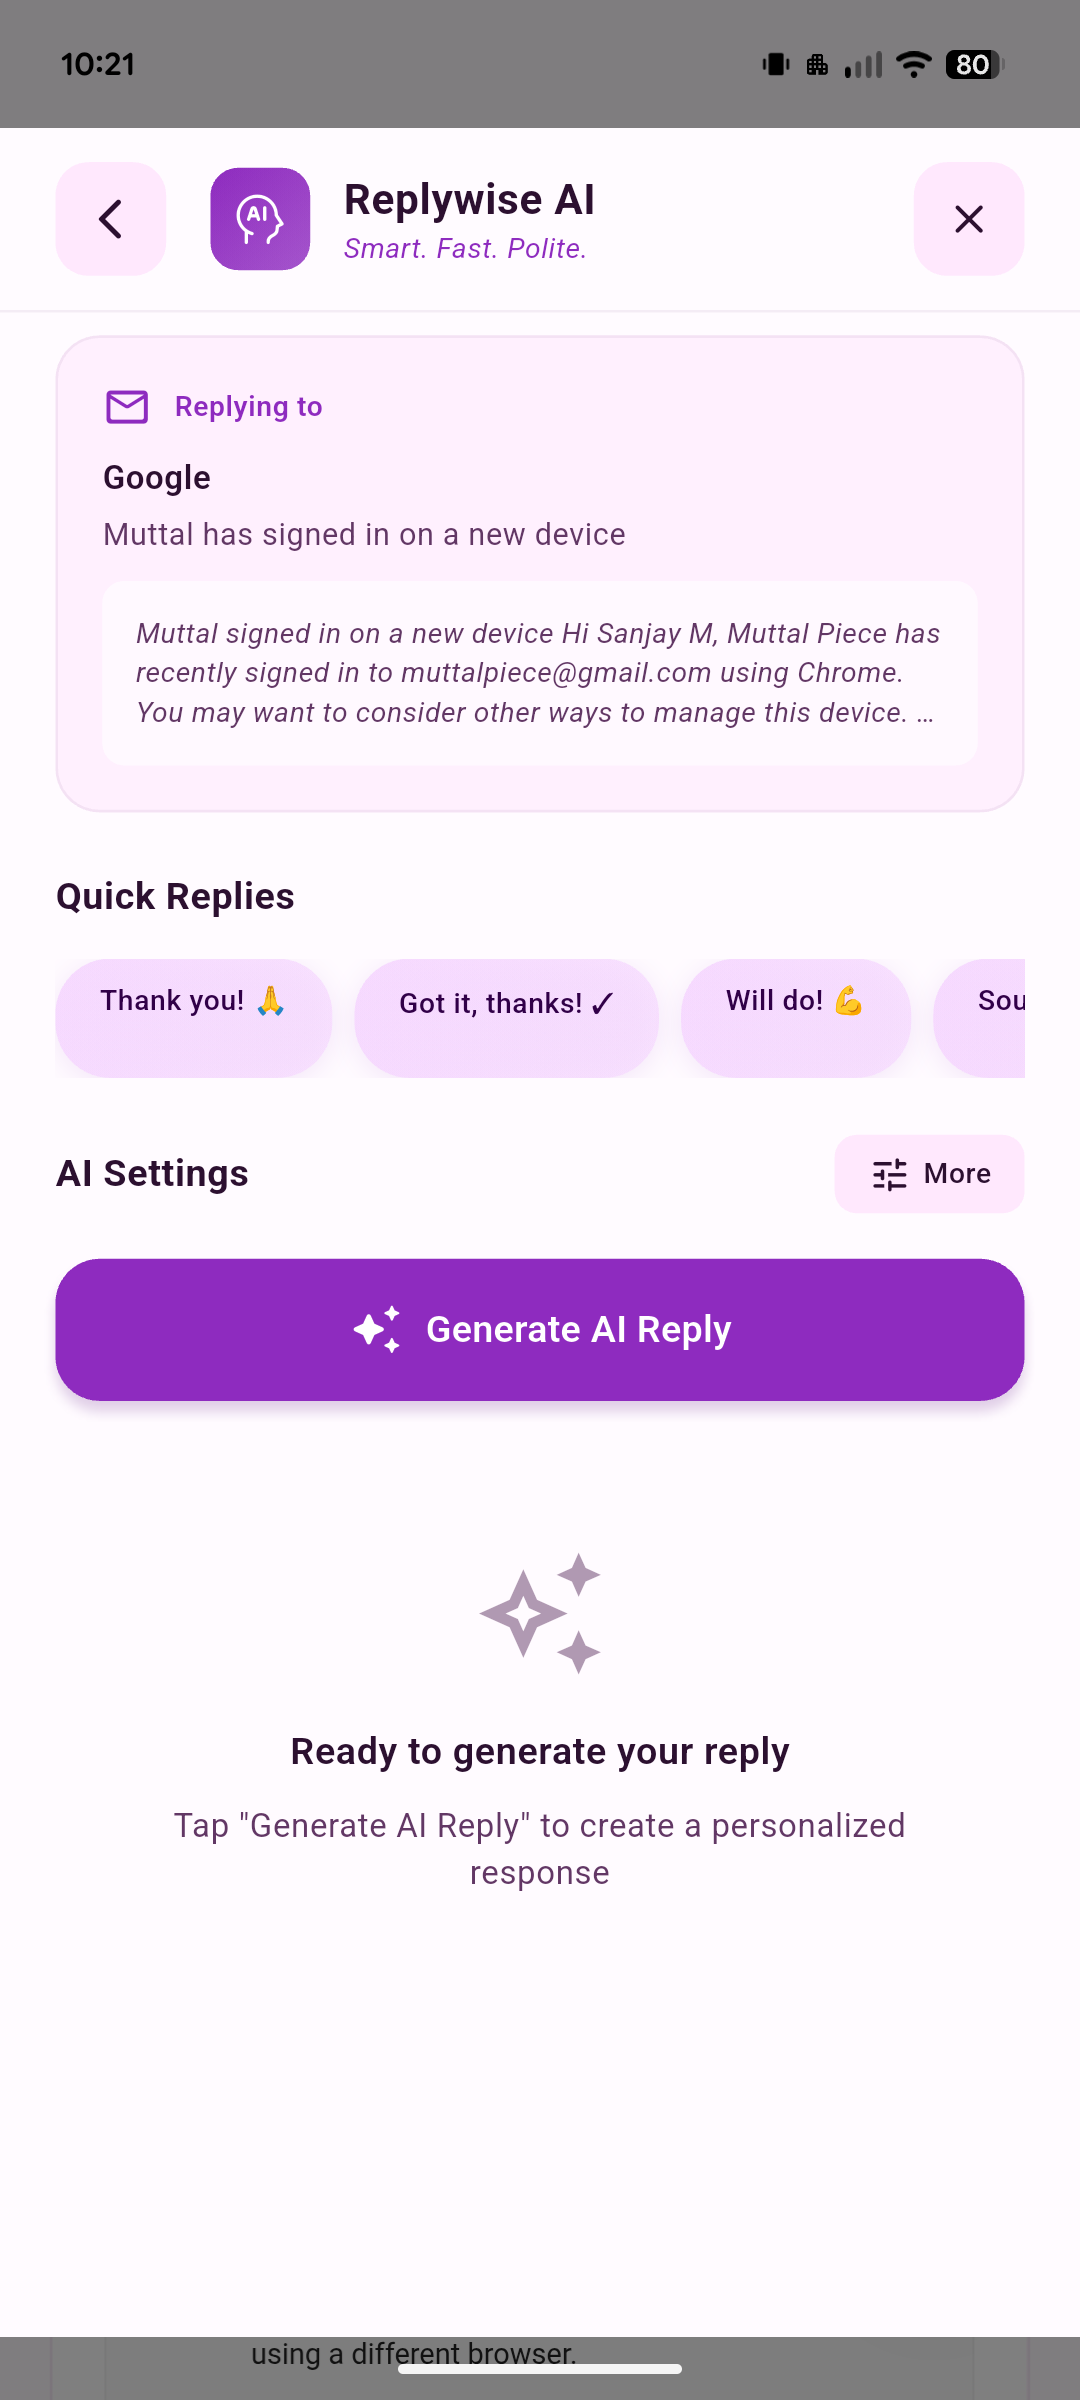 10:21
80
AI
Replywise AI
Smart. Fast. Polite.
Replying to
Google
Muttal has signed in on a new device
Muttal signed in on a new device Hi Sanjay M, Muttal Piece has
recently signed in to muttalpiece@gmail.com using Chrome.
You may want to consider other ways to manage this device. …
Quick Replies
Thank you! 🙏
Got it, thanks! ✓
Will do! 💪
Sou
AI Settings
More
Generate AI Reply
Ready to generate your reply
Tap "Generate AI Reply" to create a personalized
response
using a different browser.